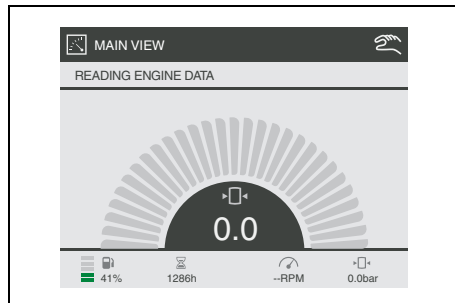 MAIN VIEW
READING ENGINE DATA
0.0
41% 1286h --RPM 0.0bar